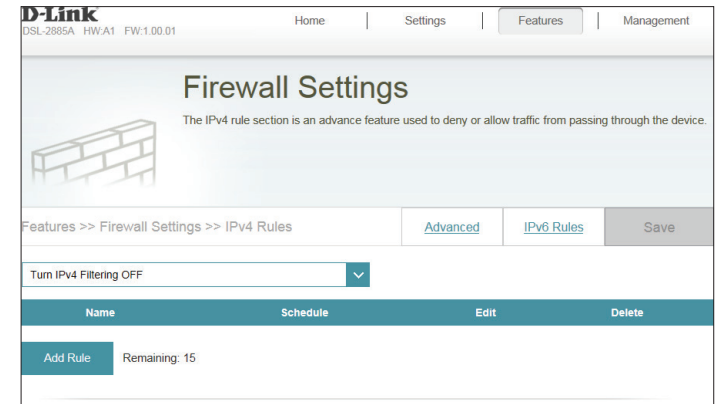 D-Link
DSL-2885A HW:A1 FW:1.00.01
Home Settings Features Management
Firewall Settings
The IPv4 rule section is an advance feature used to deny or allow traffic from passing through the device.
Features >> Firewall Settings >> IPv4 Rules Advanced IPv6 Rules Save
Turn IPv4 Filtering OFF
Name Schedule Edit Delete
Add Rule Remaining: 15